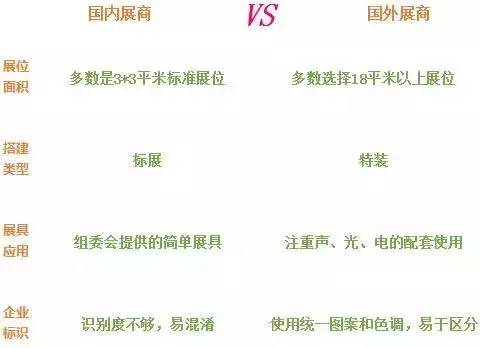 国内展商 VS 国外展商
展位
面积
多数是3*3平米标准展位 多数选择18平米以上展位
搭建
类型
标展 特装
展具
应用
组委会提供的简单展具 注重声、光、电的配套使用
企业
标识
识别度不够，易混淆 使用统一图案和色调，易于区分